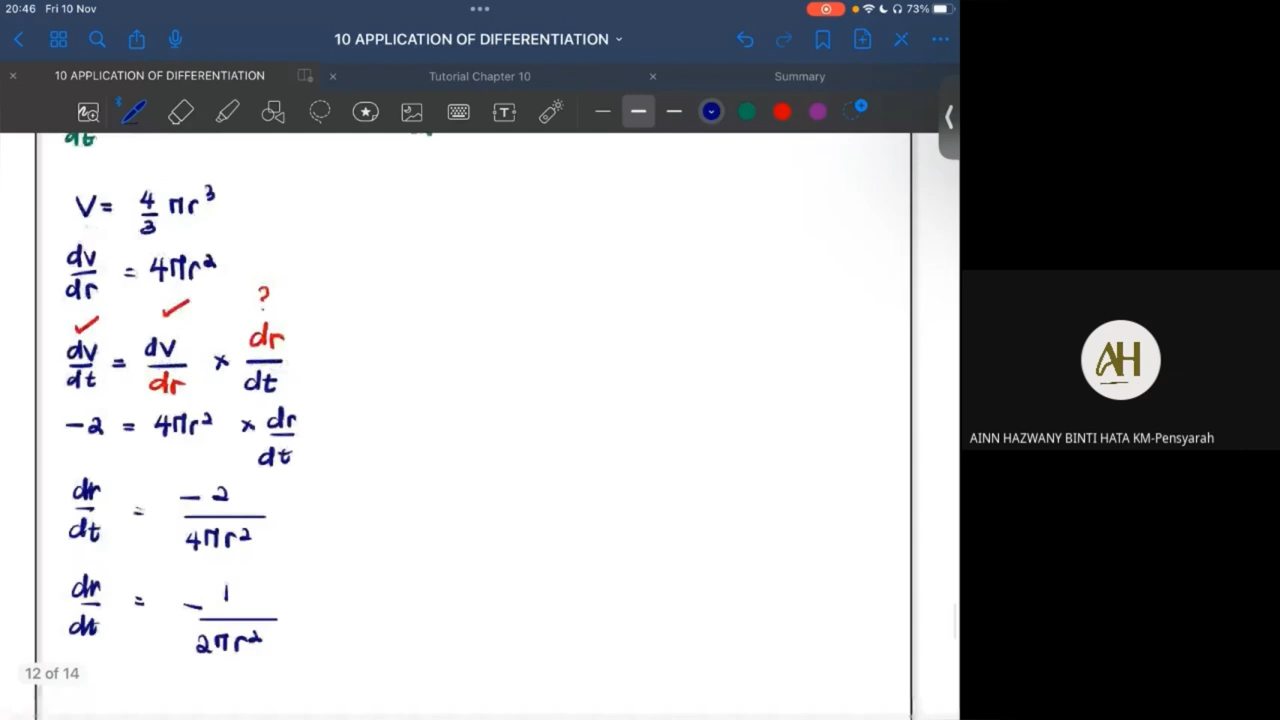 20:46 Fri 10 Nov
73%
10 APPLICATION OF DIFFERENTIATION
10 APPLICATION OF DIFFERENTIATION
Tutorial Chapter 10
Summary
dt
V = 4/3 πr³
dv/dr = 4πr²
?
dv/dt = dv/dr × dr/dt
-2 = 4πr² × dr/dt
dr/dt = -2/4πr²
dr/dt = -1/2πr²
12 of 14
AH
AINN HAZWANY BINTI HATA KM-Pensyarah